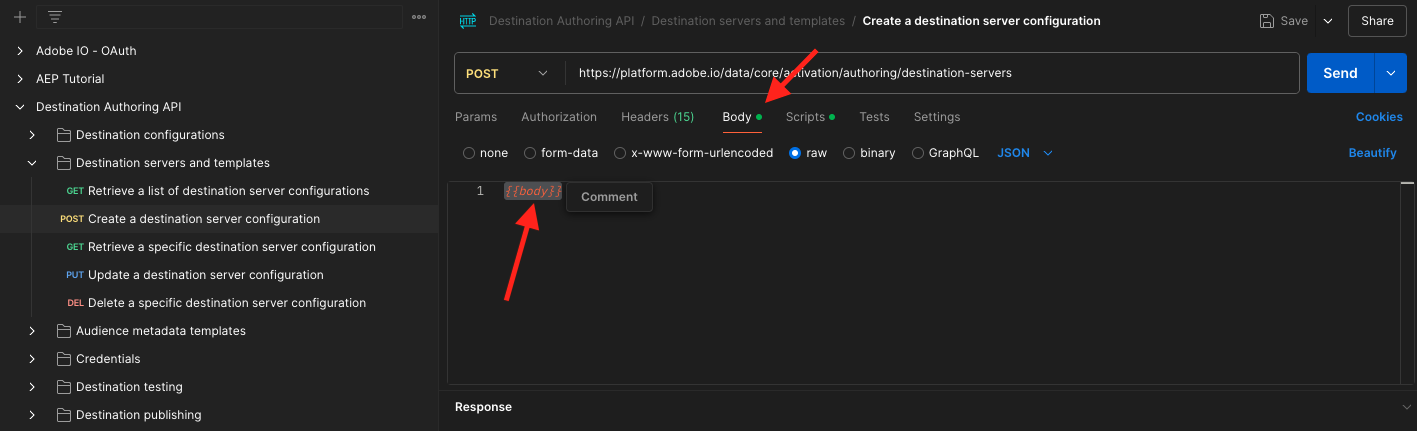 Adobe IO - OAuth
AEP Tutorial
Destination Authoring API
Destination configurations
Destination servers and templates
GET Retrieve a list of destination server configurations
POST Create a destination server configuration
GET Retrieve a specific destination server configuration
PUT Update a destination server configuration
DEL Delete a specific destination server configuration
Audience metadata templates
Credentials
Destination testing
Destination publishing
HTTP Destination Authoring API / Destination servers and templates / Create a destination server configuration
Save
Share
POST https://platform.adobe.io/data/core/activation/authoring/destination-servers
Send
Params Authorization Headers (15) Body Scripts Tests Settings Cookies
none form-data x-www-form-urlencoded raw binary GraphQL JSON Beautify
1 {{body}}
Comment
Response